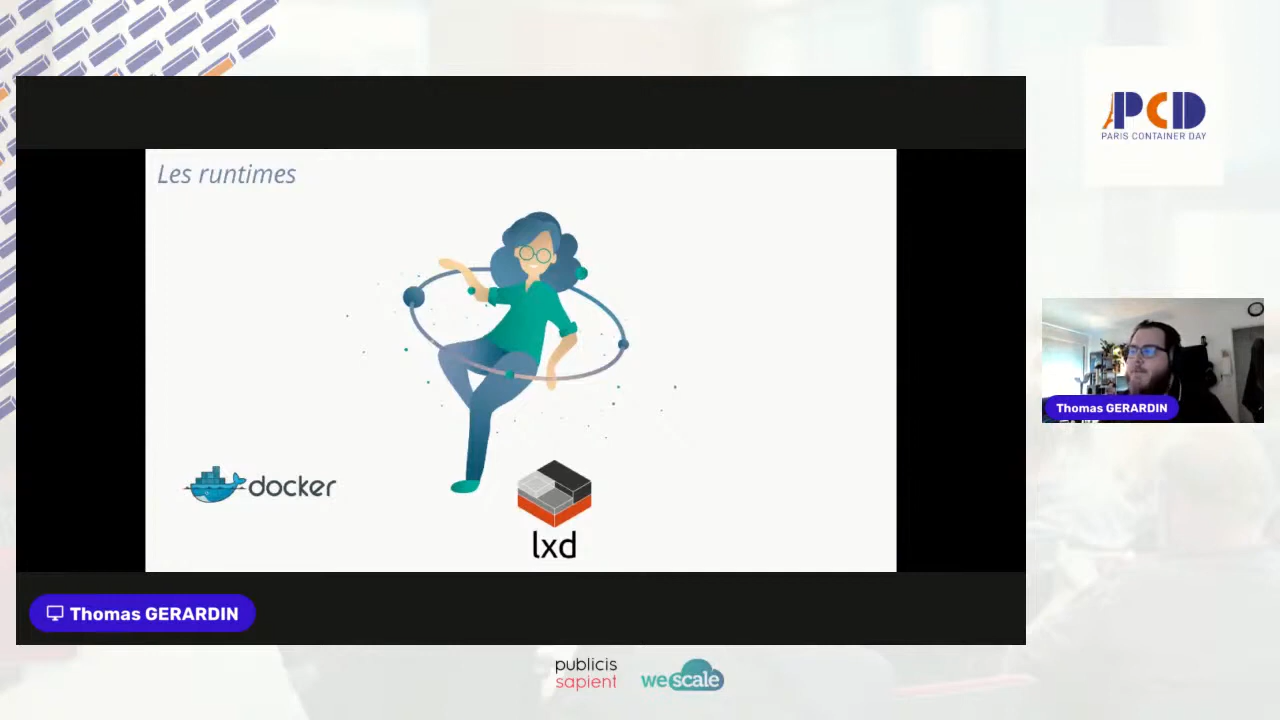 PCD
PARIS CONTAINER DAY
Les runtimes
docker
lxd
Thomas GERARDIN
Thomas GERARDIN
publicis
sapient
wescale